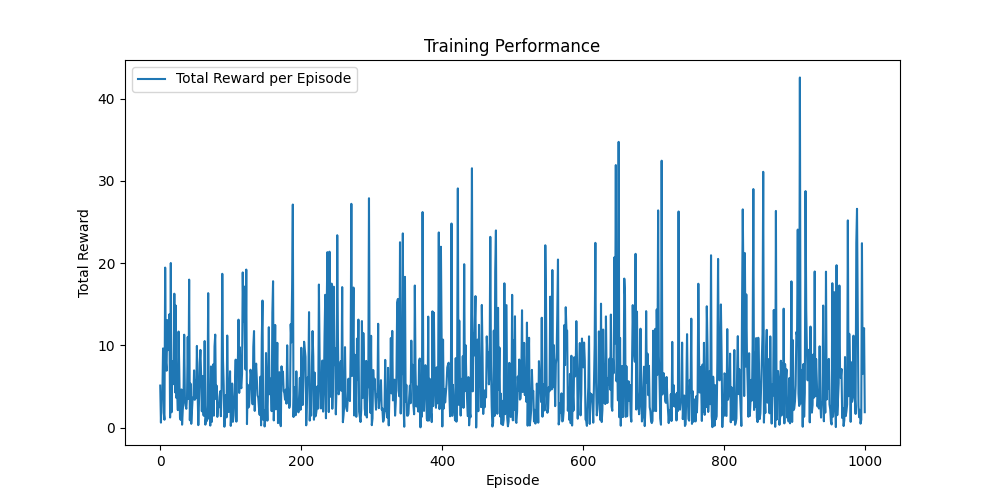 Training Performance
Total Reward per Episode
Total Reward
40
30
20
10
0
0 200 400 600 800 1000
Episode